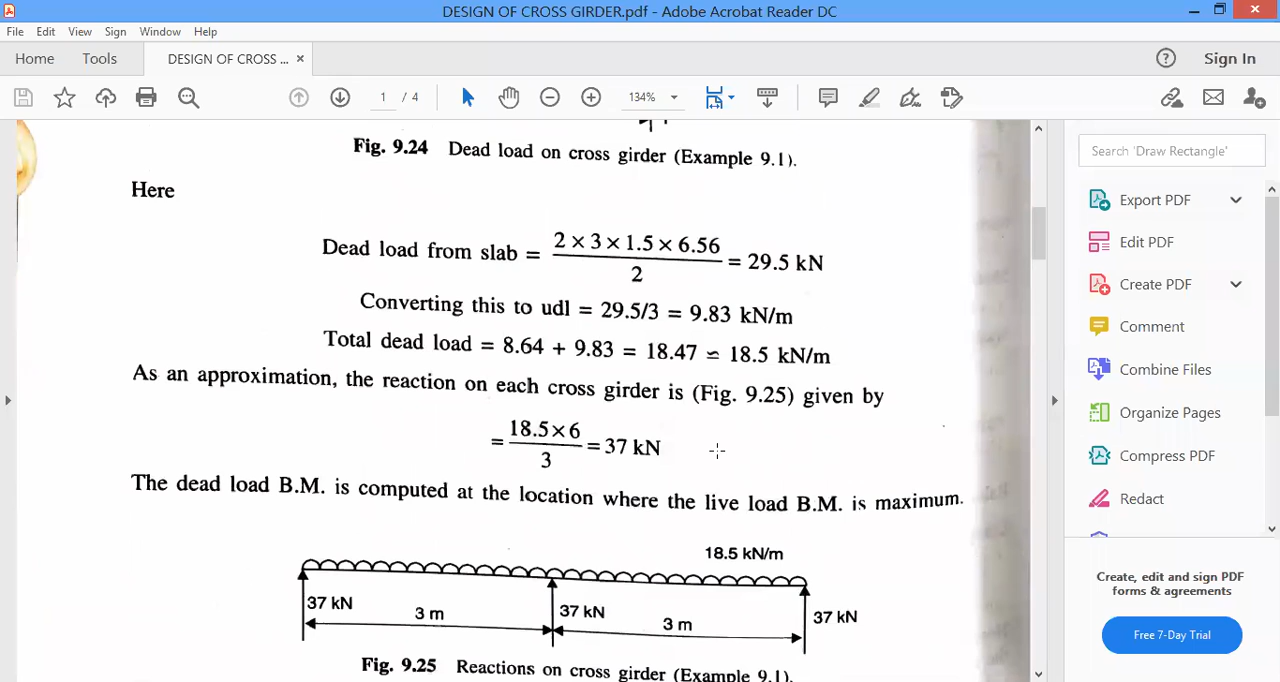 DESIGN OF CROSS GIRDER.pdf - Adobe Acrobat Reader DC
File Edit View Sign Window Help
Home Tools DESIGN OF CROSS ... × Sign In
1 / 4 134%
Fig. 9.24 Dead load on cross girder (Example 9.1).
Here
Dead load from slab = 2 × 3 × 1.5 × 6.56 / 2 = 29.5 kN
Converting this to udl = 29.5/3 = 9.83 kN/m
Total dead load = 8.64 + 9.83 = 18.47 ≃ 18.5 kN/m
As an approximation, the reaction on each cross girder is (Fig. 9.25) given by
= 18.5 × 6 / 3 = 37 kN
The dead load B.M. is computed at the location where the live load B.M. is maximum.
18.5 kN/m
37 kN 3 m 37 kN 3 m 37 kN
Fig. 9.25 Reactions on cross girder (Example 9.1).
Search 'Draw Rectangle'
Export PDF
Edit PDF
Create PDF
Comment
Combine Files
Organize Pages
Compress PDF
Redact
Create, edit and sign PDF
forms & agreements
Free 7-Day Trial